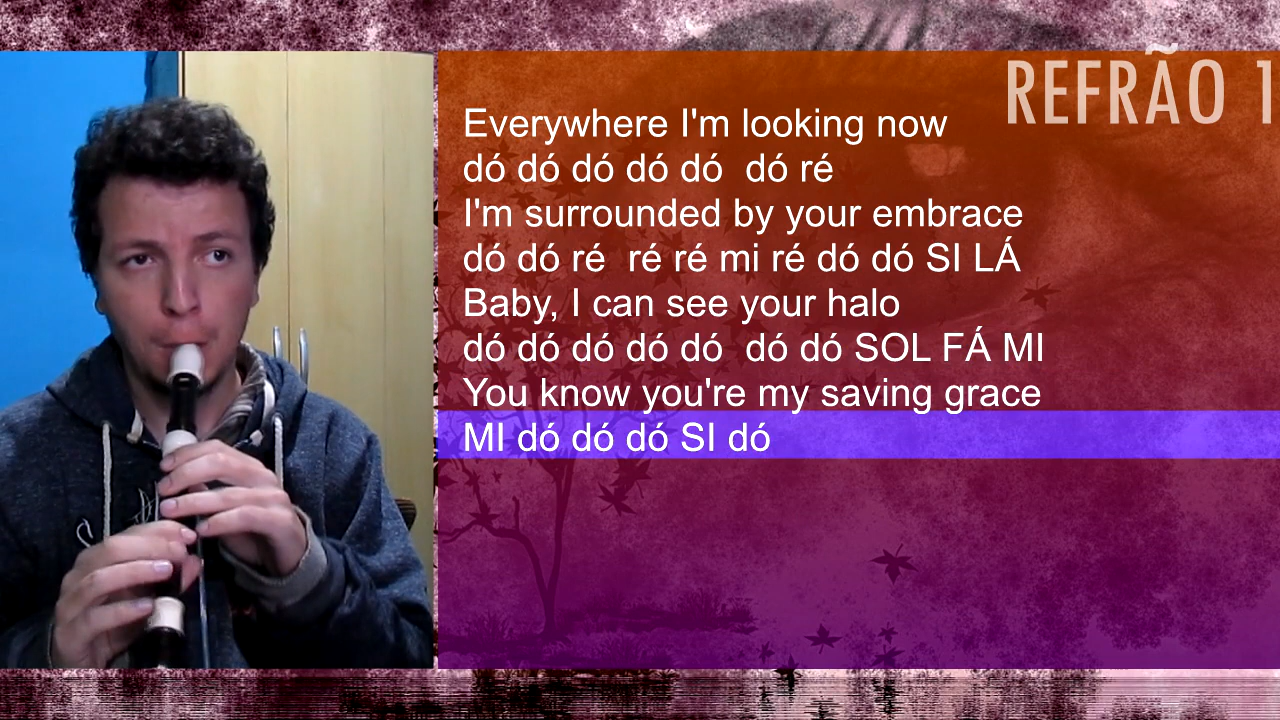 REFRÃO 1
Everywhere I'm looking now
dó dó dó dó dó  dó ré
I'm surrounded by your embrace
dó dó ré  ré ré mi ré dó dó SI LÁ
Baby, I can see your halo
dó dó dó dó dó  dó dó SOL FÁ MI
You know you're my saving grace
MI dó dó dó SI dó